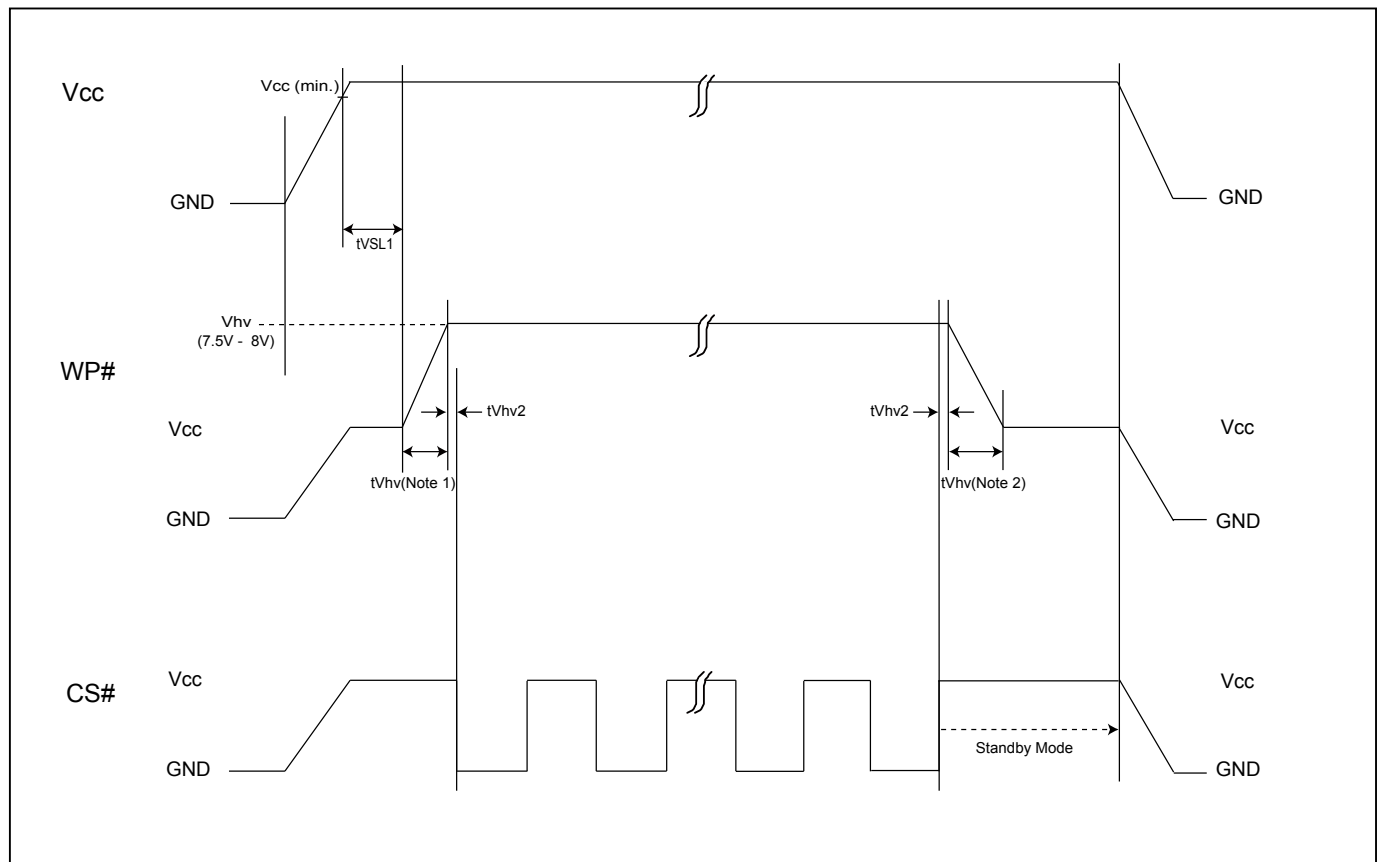 Vcc
Vcc (min.)
GND
GND
tVSL1
Vhv
(7.5V - 8V)
WP#
tVhv2
tVhv2
Vcc
Vcc
tVhv(Note 1)
tVhv(Note 2)
GND
GND
CS#
Vcc
Vcc
Standby Mode
GND
GND